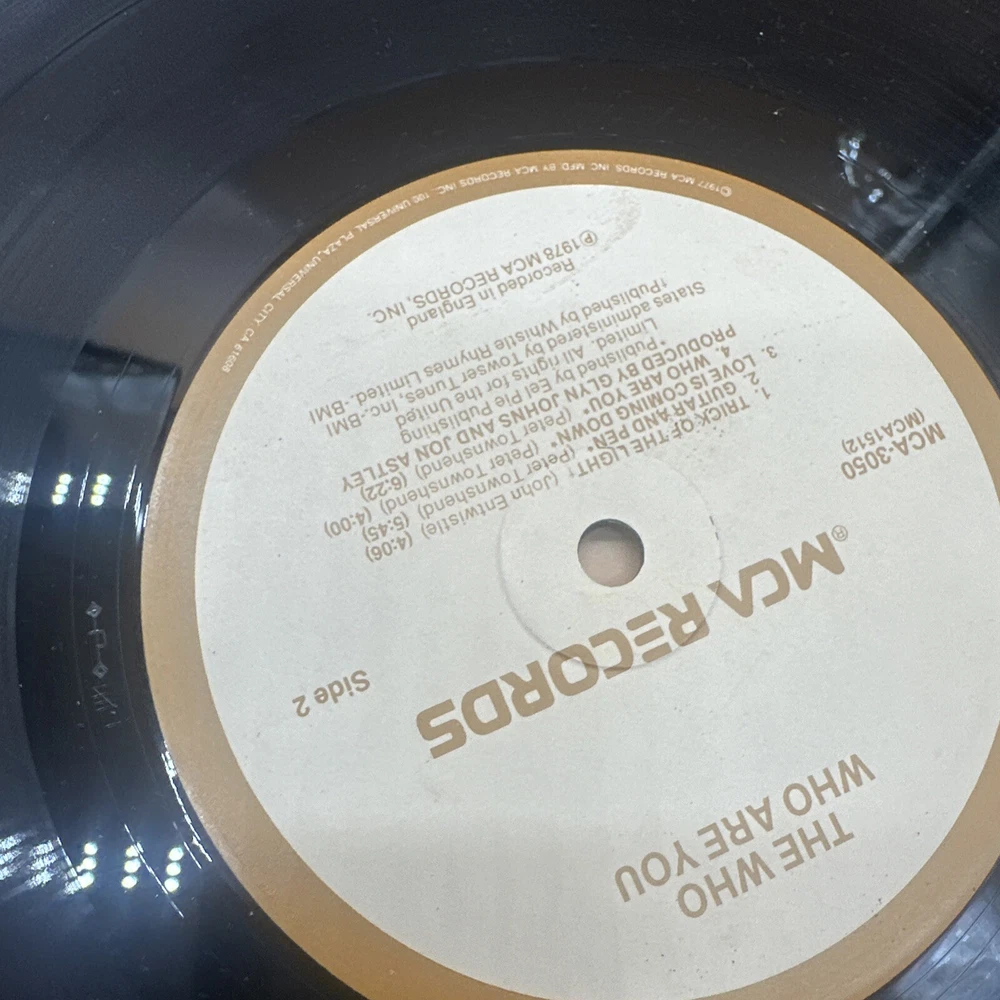 THE WHO
WHO ARE YOU
MCA RECORDS®
Side 2
MCA-3050
(MCA1512)
1. TRICK OF THE LIGHT† (John Entwistle) (4:06)
2. GUITAR AND PEN* (Peter Townshend) (5:45)
3. LOVE IS COMING DOWN* (Peter Townshend) (4:00)
4. WHO ARE YOU* (Peter Townshend) (6:22)
PRODUCED BY GLYN JOHNS AND JON ASTLEY
*Published by Eel Pie Publishing
Limited. All rights for the United
States administered by Towser Tunes, Inc.-BMI
†Published by Whistle Rhymes Limited.-BMI
Recorded in England
℗1978 MCA RECORDS, INC.
©1977 MCA RECORDS INC. MFD BY MCA RECORDS INC., 100 UNIVERSAL PLAZA, UNIVERSAL CITY, CA 61608